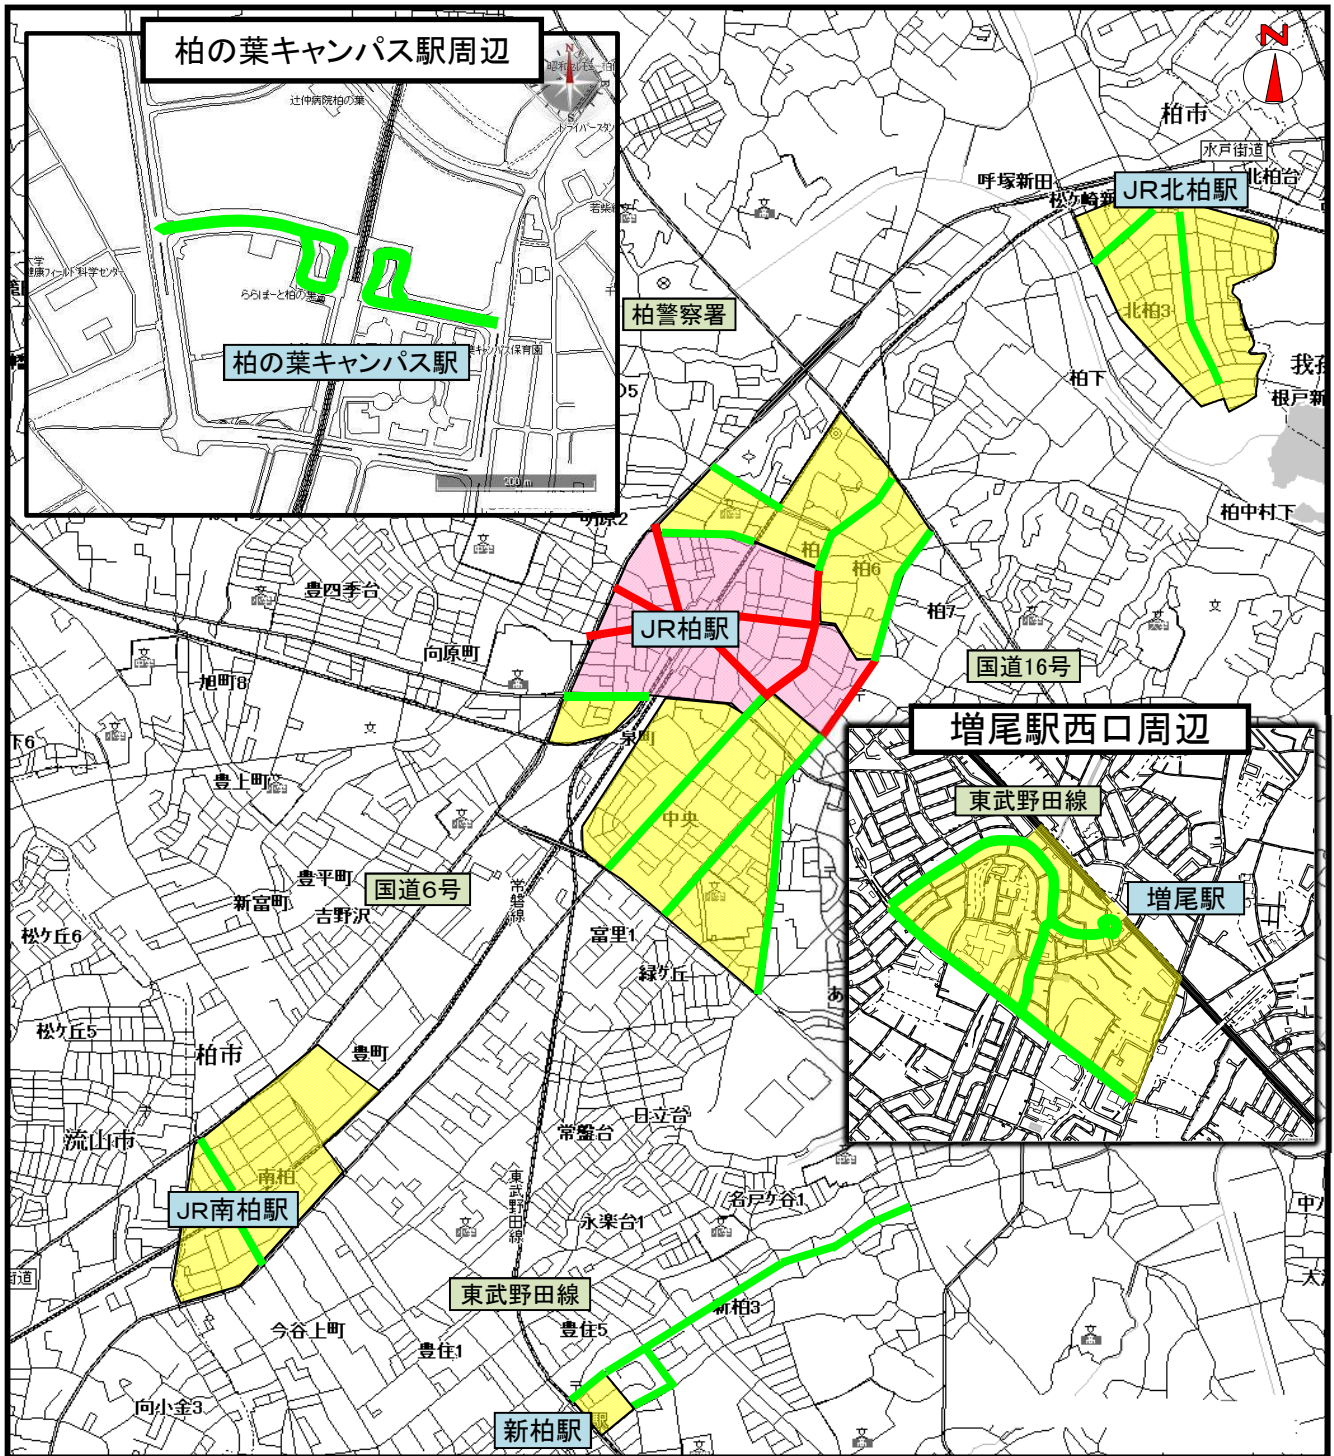 柏の葉キャンパス駅周辺
辻仲病院柏の葉
ららぽーと柏の葉
柏の葉キャンパス駅
200 m
N
柏市
水戸街道
呼塚新田
北柏台
JR北柏駅
北柏3
柏警察署
柏下
根戸新
柏中村下
明原2
柏
柏6
豊四季台
柏7
JR柏駅
向原町
国道16号
旭町8
泉町
増尾駅西口周辺
豊上町
東武野田線
中央
増尾駅
豊平町
国道6号
新富町
吉野沢
常磐線
松ケ丘6
富里1
緑ケ丘
あ
松ケ丘5
柏市
豊町
日立台
流山市
常盤台
南柏
JR南柏駅
東武野田線
名戸ケ谷1
永楽台1
街道
東武野田線
新柏3
今谷上町
豊住5
豊住1
向小金3
新柏駅